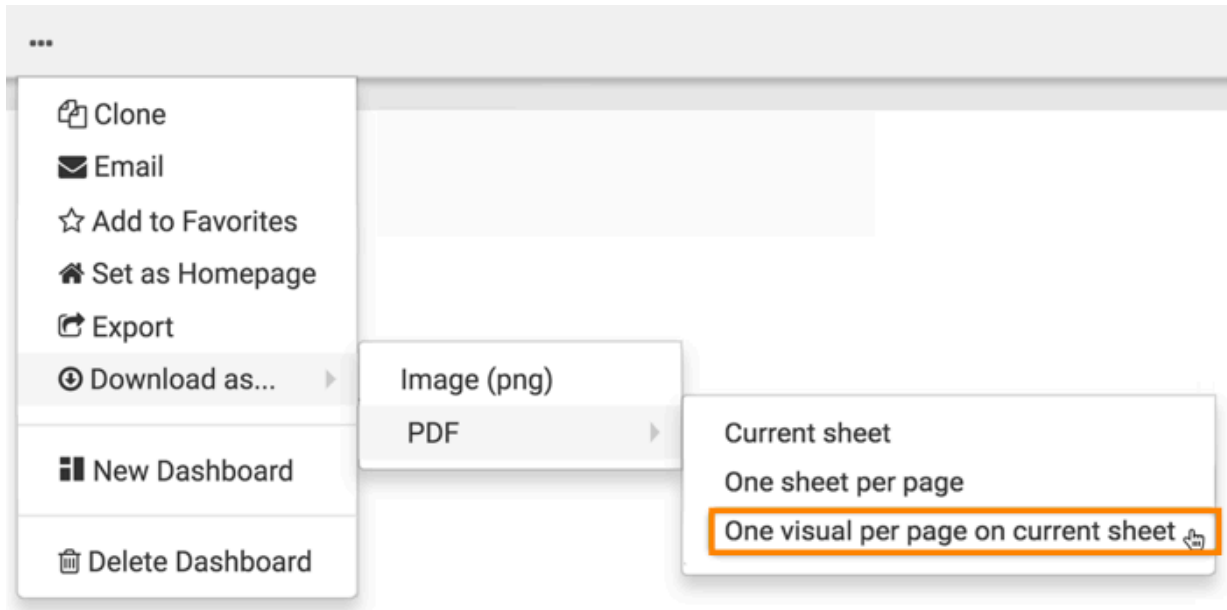 Clone
Email
Add to Favorites
Set as Homepage
Export
Download as...
Image (png)
PDF
Current sheet
One sheet per page
One visual per page on current sheet
New Dashboard
Delete Dashboard